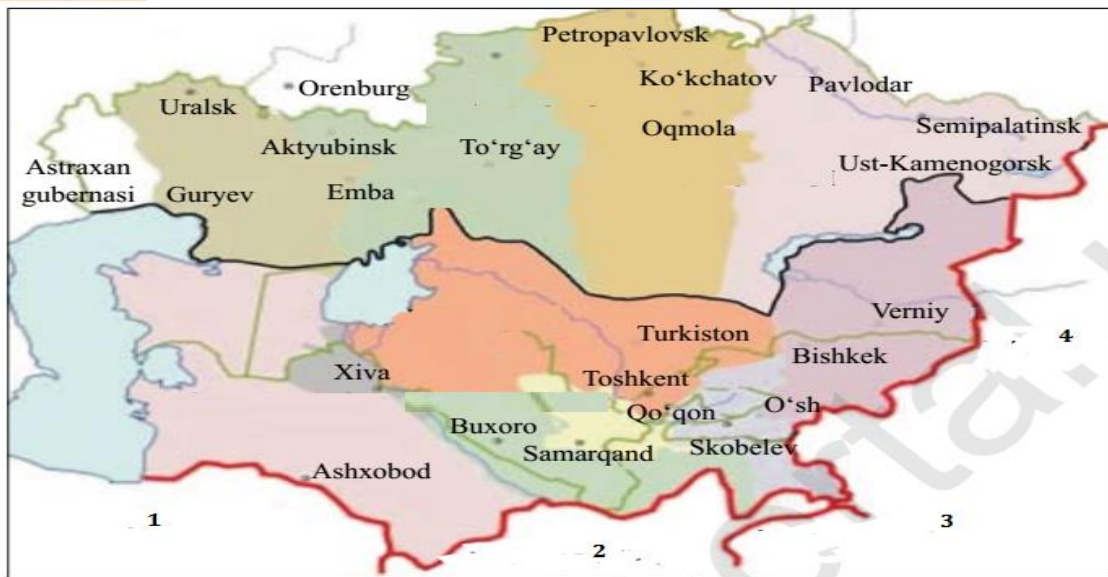 Petropavlovsk
Orenburg
Ko‘kchatov
Pavlodar
Uralsk
Semipalatinsk
Aktyubinsk
To‘rg‘ay
Oqmola
Astraxan
gubernasi
Ust-Kamenogorsk
Guryev
Emba
Verniy
Turkiston
4
Bishkek
Xiva
Toshkent
Qo‘qon
O‘sh
Buxoro
Samarqand
Skobelev
Ashxobod
1
2
3